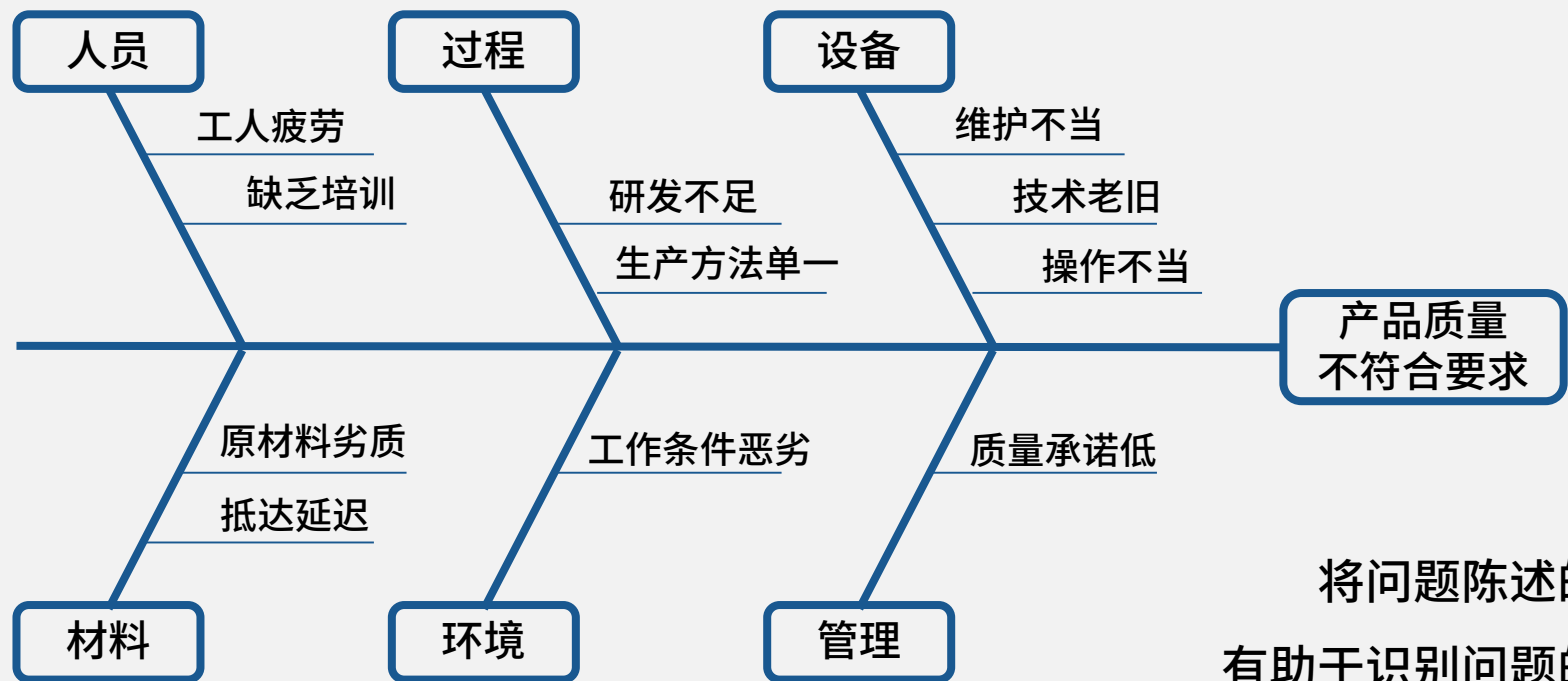 人员
过程
设备
工人疲劳
缺乏培训
研发不足
生产方法单一
维护不当
技术老旧
操作不当
产品质量
不符合要求
原材料劣质
抵达延迟
工作条件恶劣
质量承诺低
材料
环境
管理
将问题陈述的
有助于识别问题的